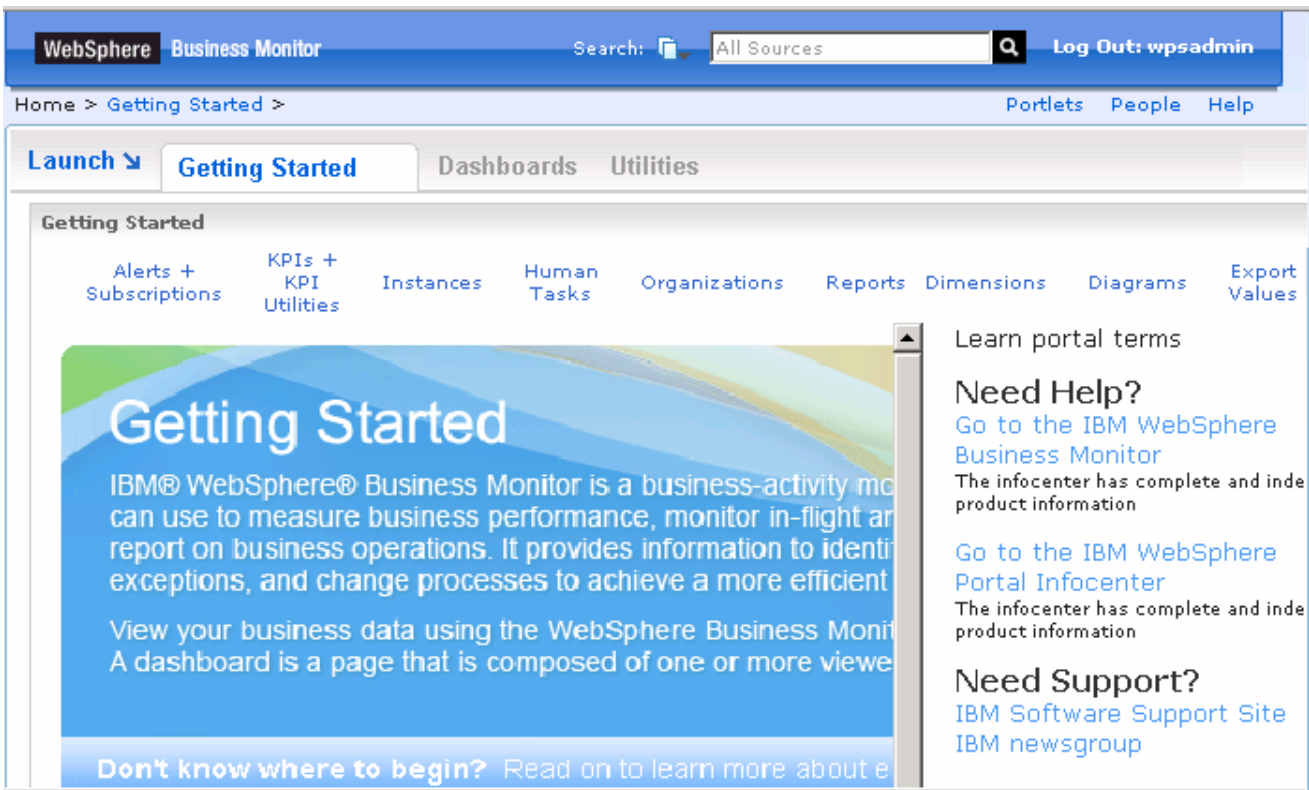 WebSphere Business Monitor Search: All Sources Log Out: wpsadmin
Home > Getting Started > Portlets People Help
Launch Getting Started Dashboards Utilities
Getting Started
Alerts +
Subscriptions
KPIs +
KPI
Utilities
Instances
Human
Tasks
Organizations
Reports
Dimensions
Diagrams
Export
Values
Getting Started
IBM® WebSphere® Business Monitor is a business-activity mo
can use to measure business performance, monitor in-flight an
report on business operations. It provides information to identi
exceptions, and change processes to achieve a more efficient
View your business data using the WebSphere Business Monit
A dashboard is a page that is composed of one or more viewe
Don't know where to begin? Read on to learn more about e
Learn portal terms
Need Help?
Go to the IBM WebSphere
Business Monitor
The infocenter has complete and inde
product information
Go to the IBM WebSphere
Portal Infocenter
The infocenter has complete and inde
product information
Need Support?
IBM Software Support Site
IBM newsgroup